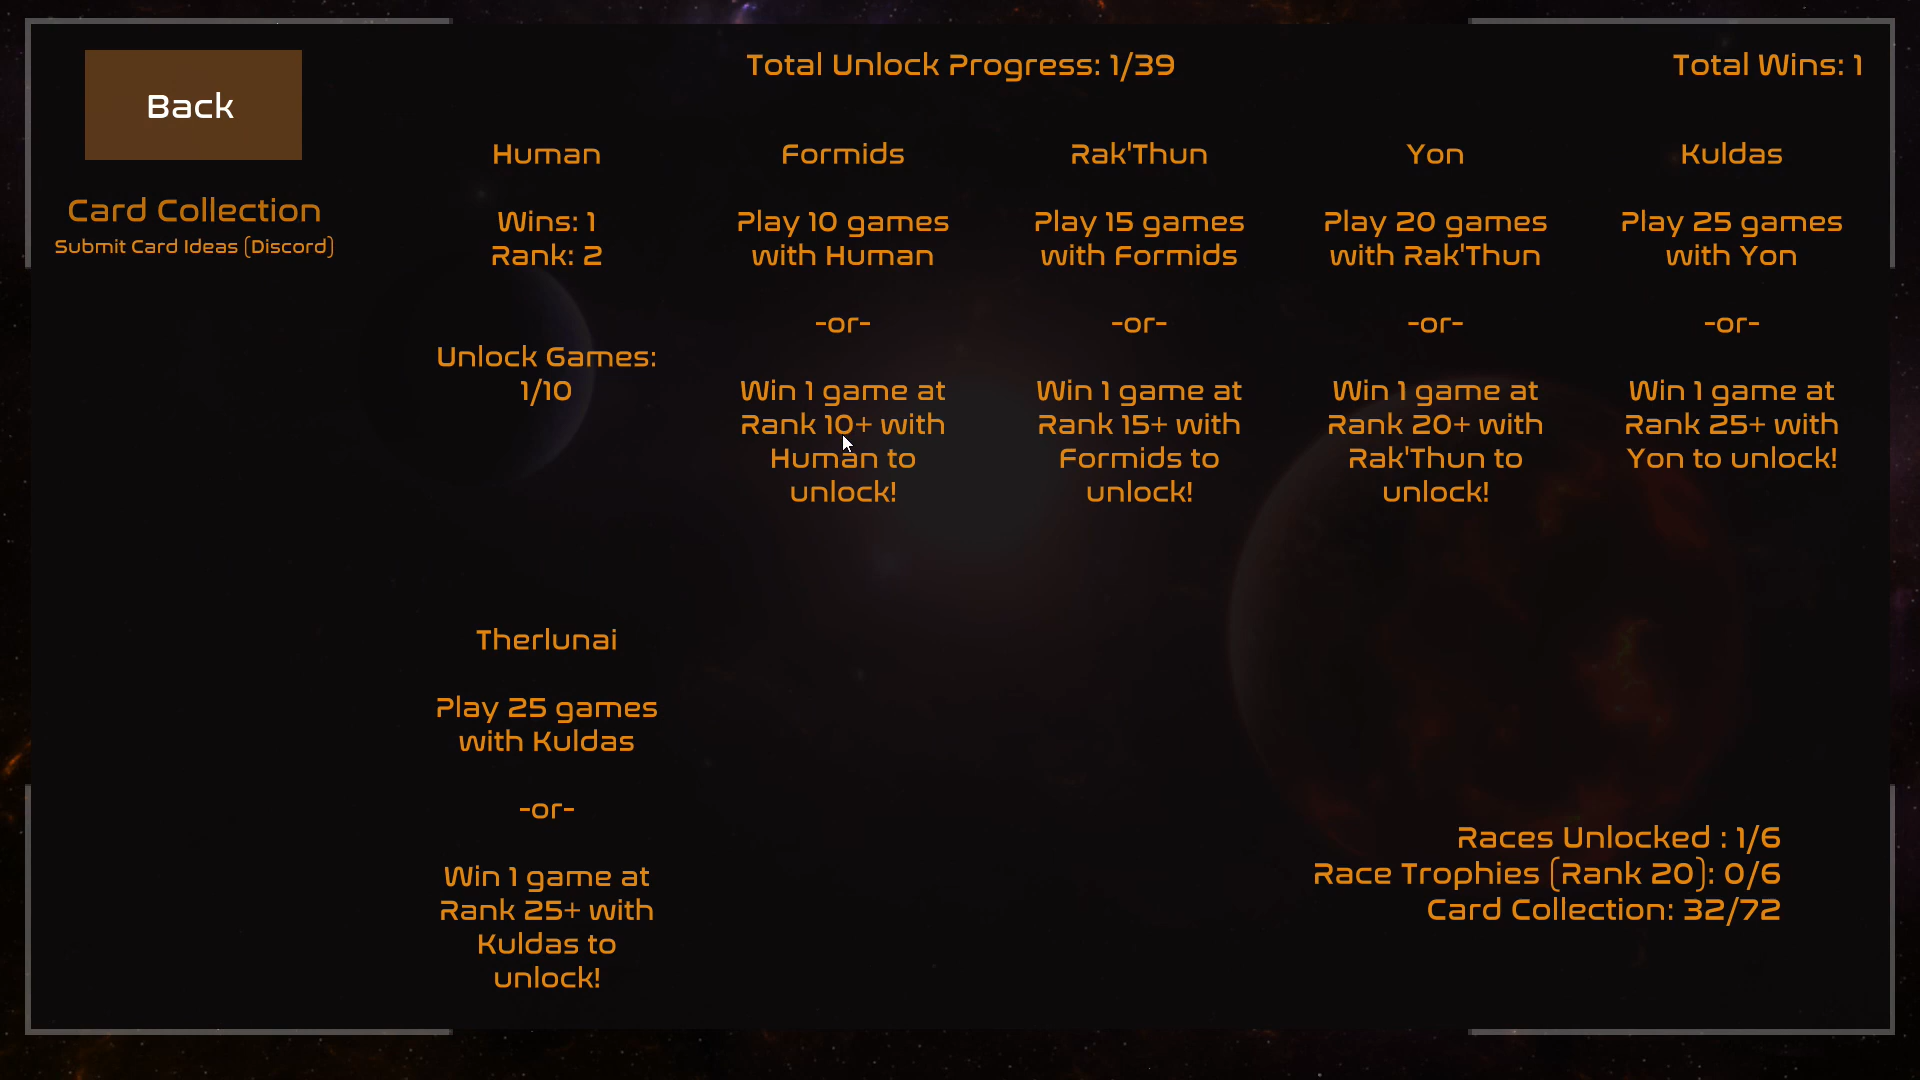 Back
Card Collection
Submit Card Ideas (Discord)
Total Unlock Progress: 1/39
Total Wins: 1
Human
Wins: 1
Rank: 2
Unlock Games:
1/10
Formids
Play 10 games
with Human
-or-
Win 1 game at
Rank 10+ with
Human to
unlock!
Rak'Thun
Play 15 games
with Formids
-or-
Win 1 game at
Rank 15+ with
Formids to
unlock!
Yon
Play 20 games
with Rak'Thun
-or-
Win 1 game at
Rank 20+ with
Rak'Thun to
unlock!
Kuldas
Play 25 games
with Yon
-or-
Win 1 game at
Rank 25+ with
Yon to unlock!
Therlunai
Play 25 games
with Kuldas
-or-
Win 1 game at
Rank 25+ with
Kuldas to
unlock!
Races Unlocked : 1/6
Race Trophies (Rank 20): 0/6
Card Collection: 32/72